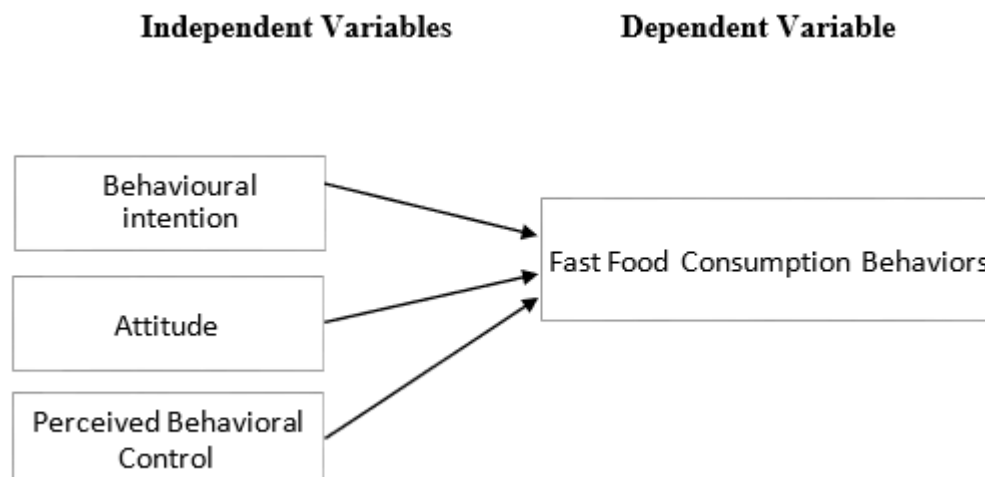 Independent Variables
Dependent Variable
Behavioural
intention
Attitude
Perceived Behavioral
Control
Fast Food Consumption Behaviors